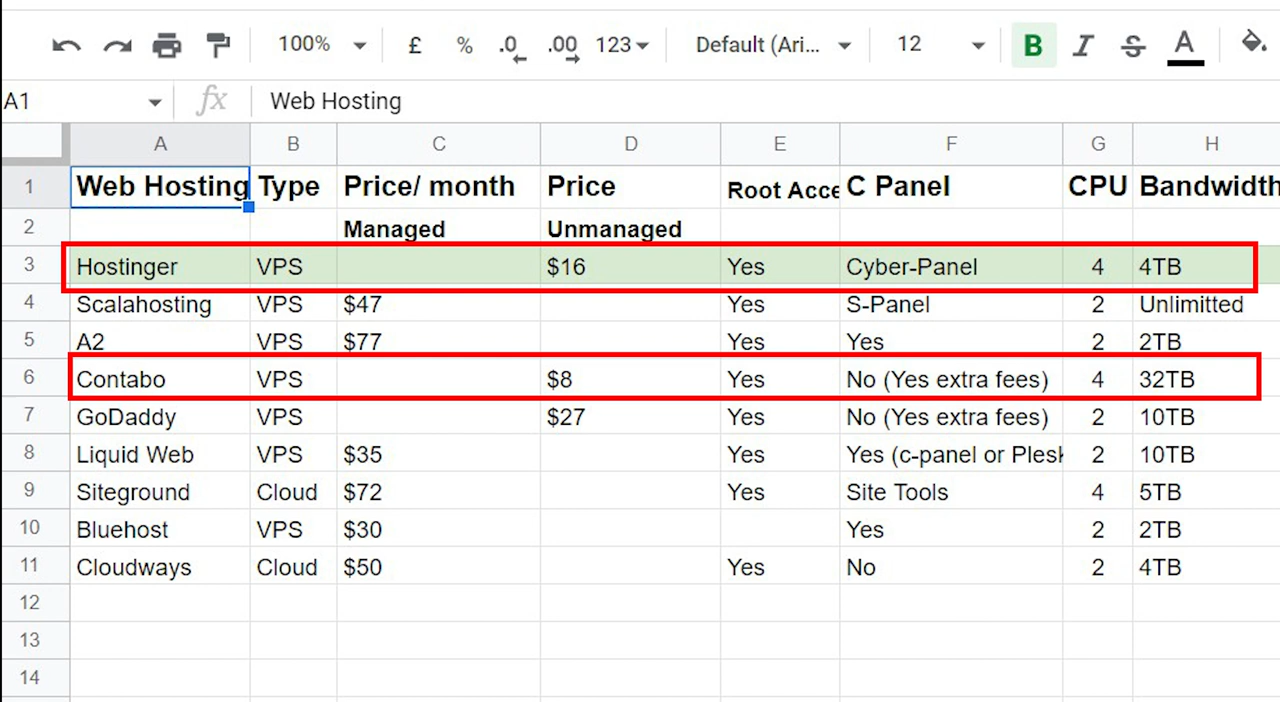 100% £ % .0 .00 123 Default (Ari... 12 B I S A
A1 fx Web Hosting
A B C D E F G H
1 Web Hosting Type Price/ month Price Root Acce C Panel CPU Bandwidth
2 Managed Unmanaged
3 Hostinger VPS $16 Yes Cyber-Panel 4 4TB
4 Scalahosting VPS $47 Yes S-Panel 2 Unlimitted
5 A2 VPS $77 Yes Yes 2 2TB
6 Contabo VPS $8 Yes No (Yes extra fees) 4 32TB
7 GoDaddy VPS $27 Yes No (Yes extra fees) 2 10TB
8 Liquid Web VPS $35 Yes Yes (c-panel or Plesk 2 10TB
9 Siteground Cloud $72 Yes Site Tools 4 5TB
10 Bluehost VPS $30 Yes 2 2TB
11 Cloudways Cloud $50 Yes No 2 4TB
12
13
14